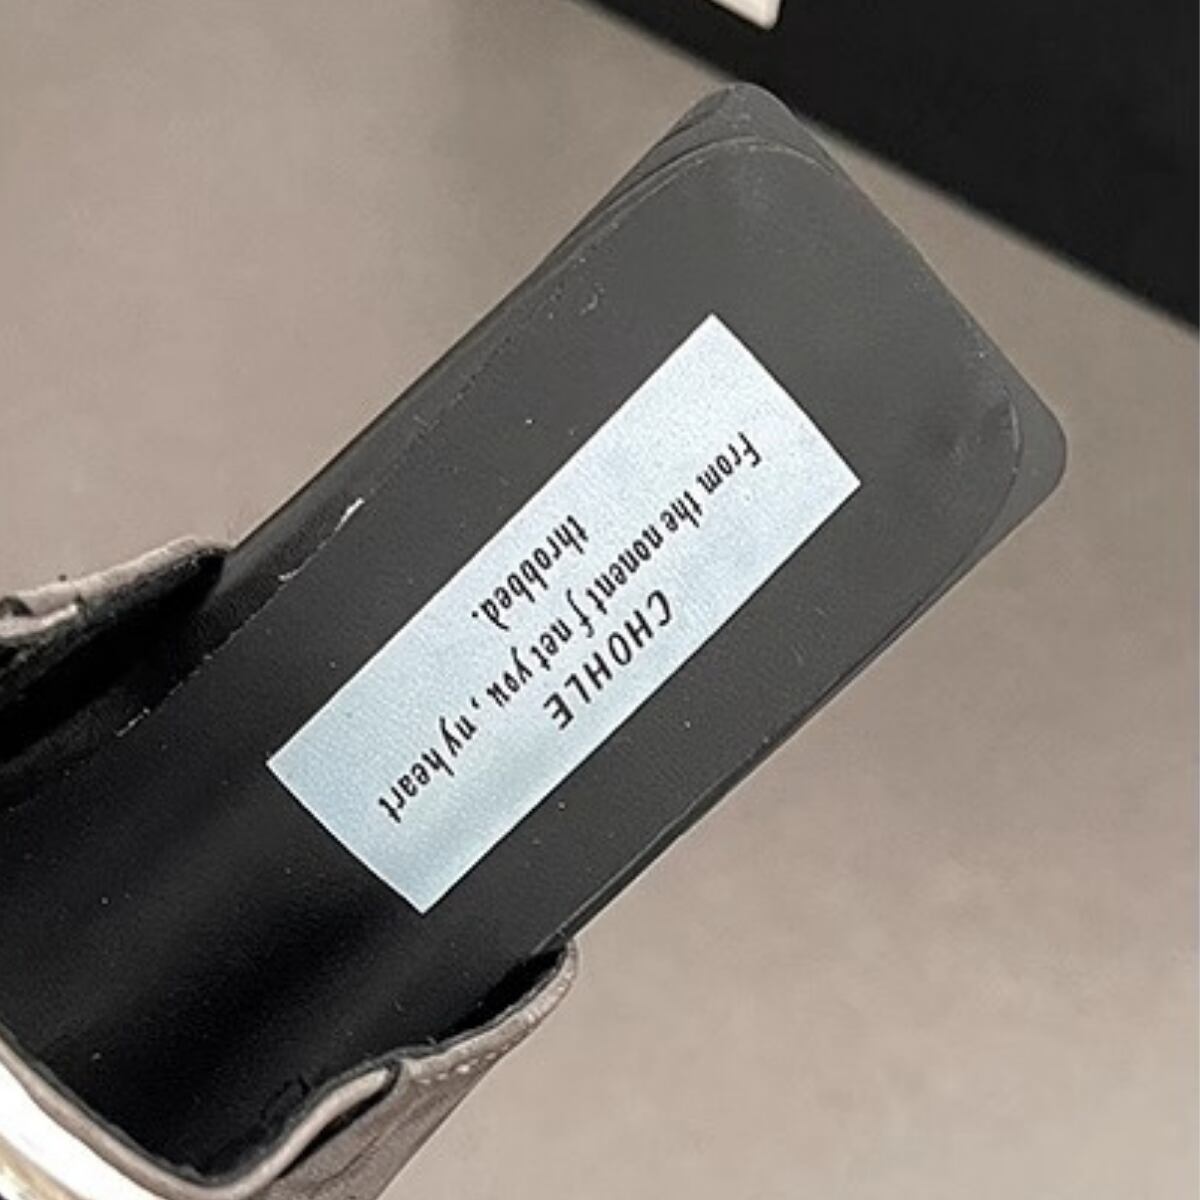 CHOHLE
From the nonent f net you , ny heart
throbbed.